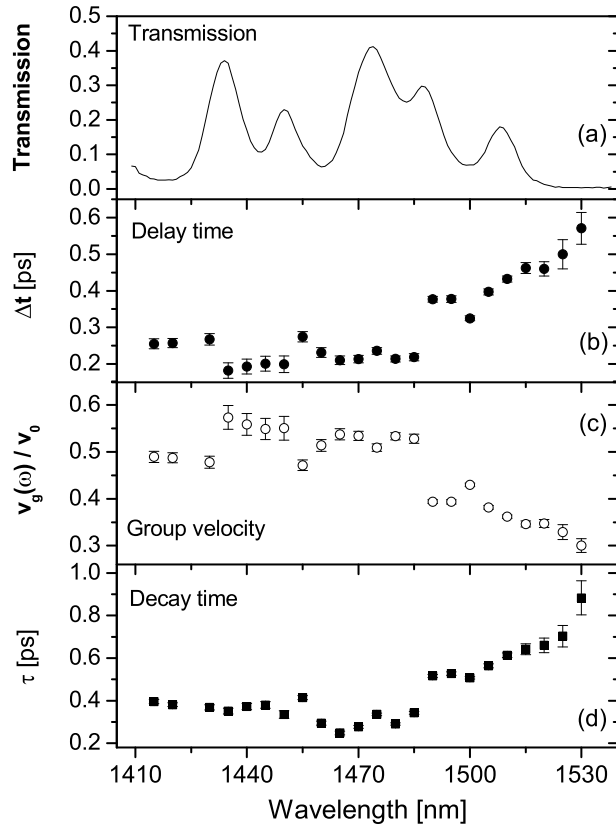 Transmission
0.5
0.4
0.3
0.2
0.1
0.0
Transmission
(a)
Δt [ps]
0.6
0.5
0.4
0.3
0.2
Delay time
(b)
v_g(ω) / v_0
0.6
0.5
0.4
0.3
(c)
Group velocity
τ [ps]
1.0
0.8
0.6
0.4
0.2
Decay time
(d)
1410 1440 1470 1500 1530
Wavelength [nm]